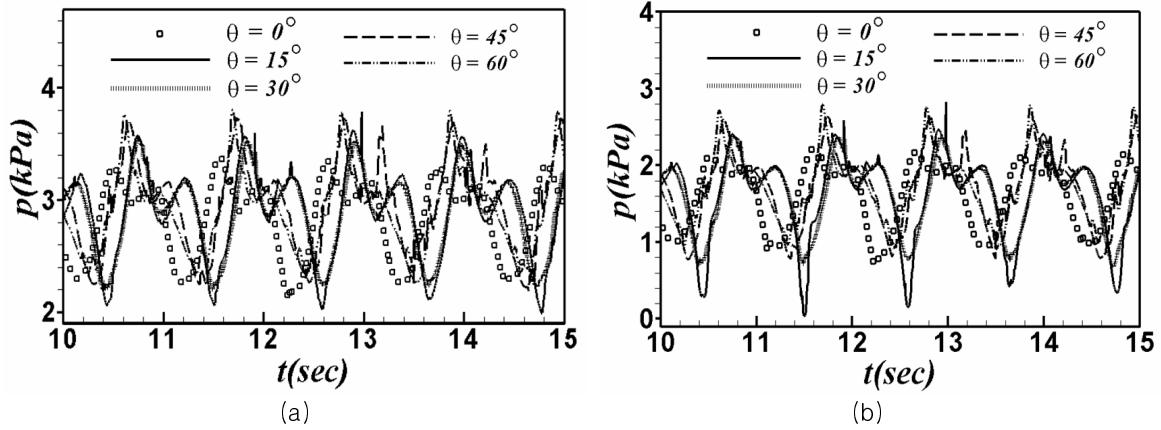 θ = 0°
θ = 15°
θ = 30°
θ = 45°
θ = 60°
p(kPa)
4
3
2
10 11 12 13 14 15
t(sec)
(a)
θ = 0°
θ = 15°
θ = 30°
θ = 45°
θ = 60°
p(kPa)
4
3
2
1
0
10 11 12 13 14 15
t(sec)
(b)